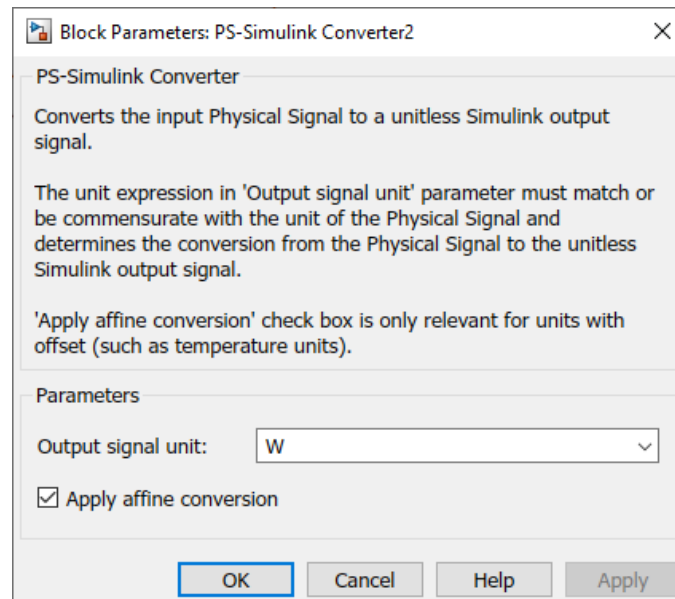 Block Parameters: PS-Simulink Converter2
PS-Simulink Converter
Converts the input Physical Signal to a unitless Simulink output
signal.
The unit expression in 'Output signal unit' parameter must match or
be commensurate with the unit of the Physical Signal and
determines the conversion from the Physical Signal to the unitless
Simulink output signal.
'Apply affine conversion' check box is only relevant for units with
offset (such as temperature units).
Parameters
Output signal unit: W
Apply affine conversion
OK Cancel Help Apply